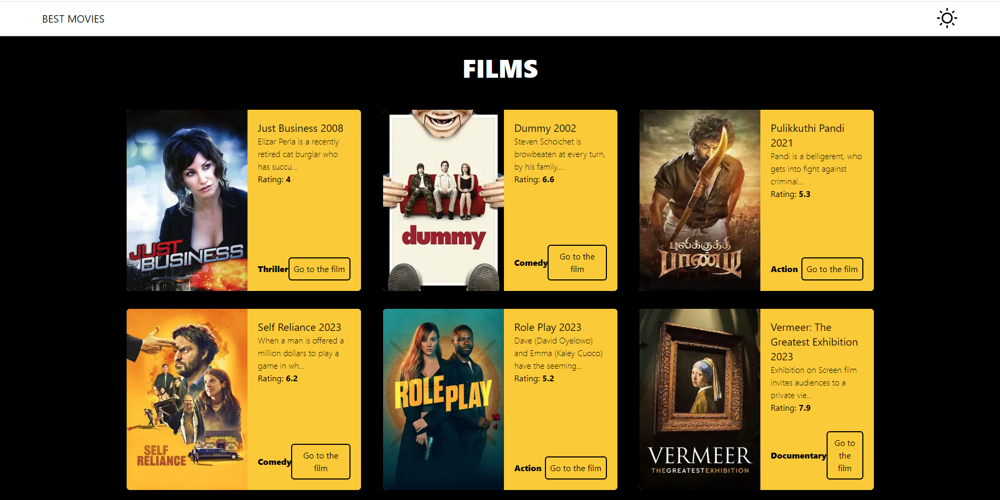 BEST MOVIES
FILMS
JUST
BUSINESS
Just Business 2008
Elizar Perla is a recently
retired cat burglar who
has succu...
Rating: 4
Thriller
Go to the film
dummy
Dummy 2002
Steven Schoichet is
browbeaten at every turn,
by his family,...
Rating: 6.6
Comedy
Go to the
film
புலிக்குத்தி
பாண்டி
Pulikkuthi Pandi
2021
Pandi is a belligerent, who
gets into fight against
criminal...
Rating: 5.3
Action
Go to the film
SELF
RELIANCE
Self Reliance 2023
When a man is offered a
million dollars to play a
game in wh...
Rating: 6.2
Comedy
Go to the
film
ROLE PLAY
Role Play 2023
Dave (David Oyelowo)
and Emma (Kaley Cuoco)
have the seeming...
Rating: 5.2
Action
Go to the film
VERMEER
THEGREATESTEXHIBITION
Vermeer: The
Greatest Exhibition
2023
Exhibition on Screen film
invites audiences to a
private vie...
Rating: 7.9
Documentary
Go to
the
film